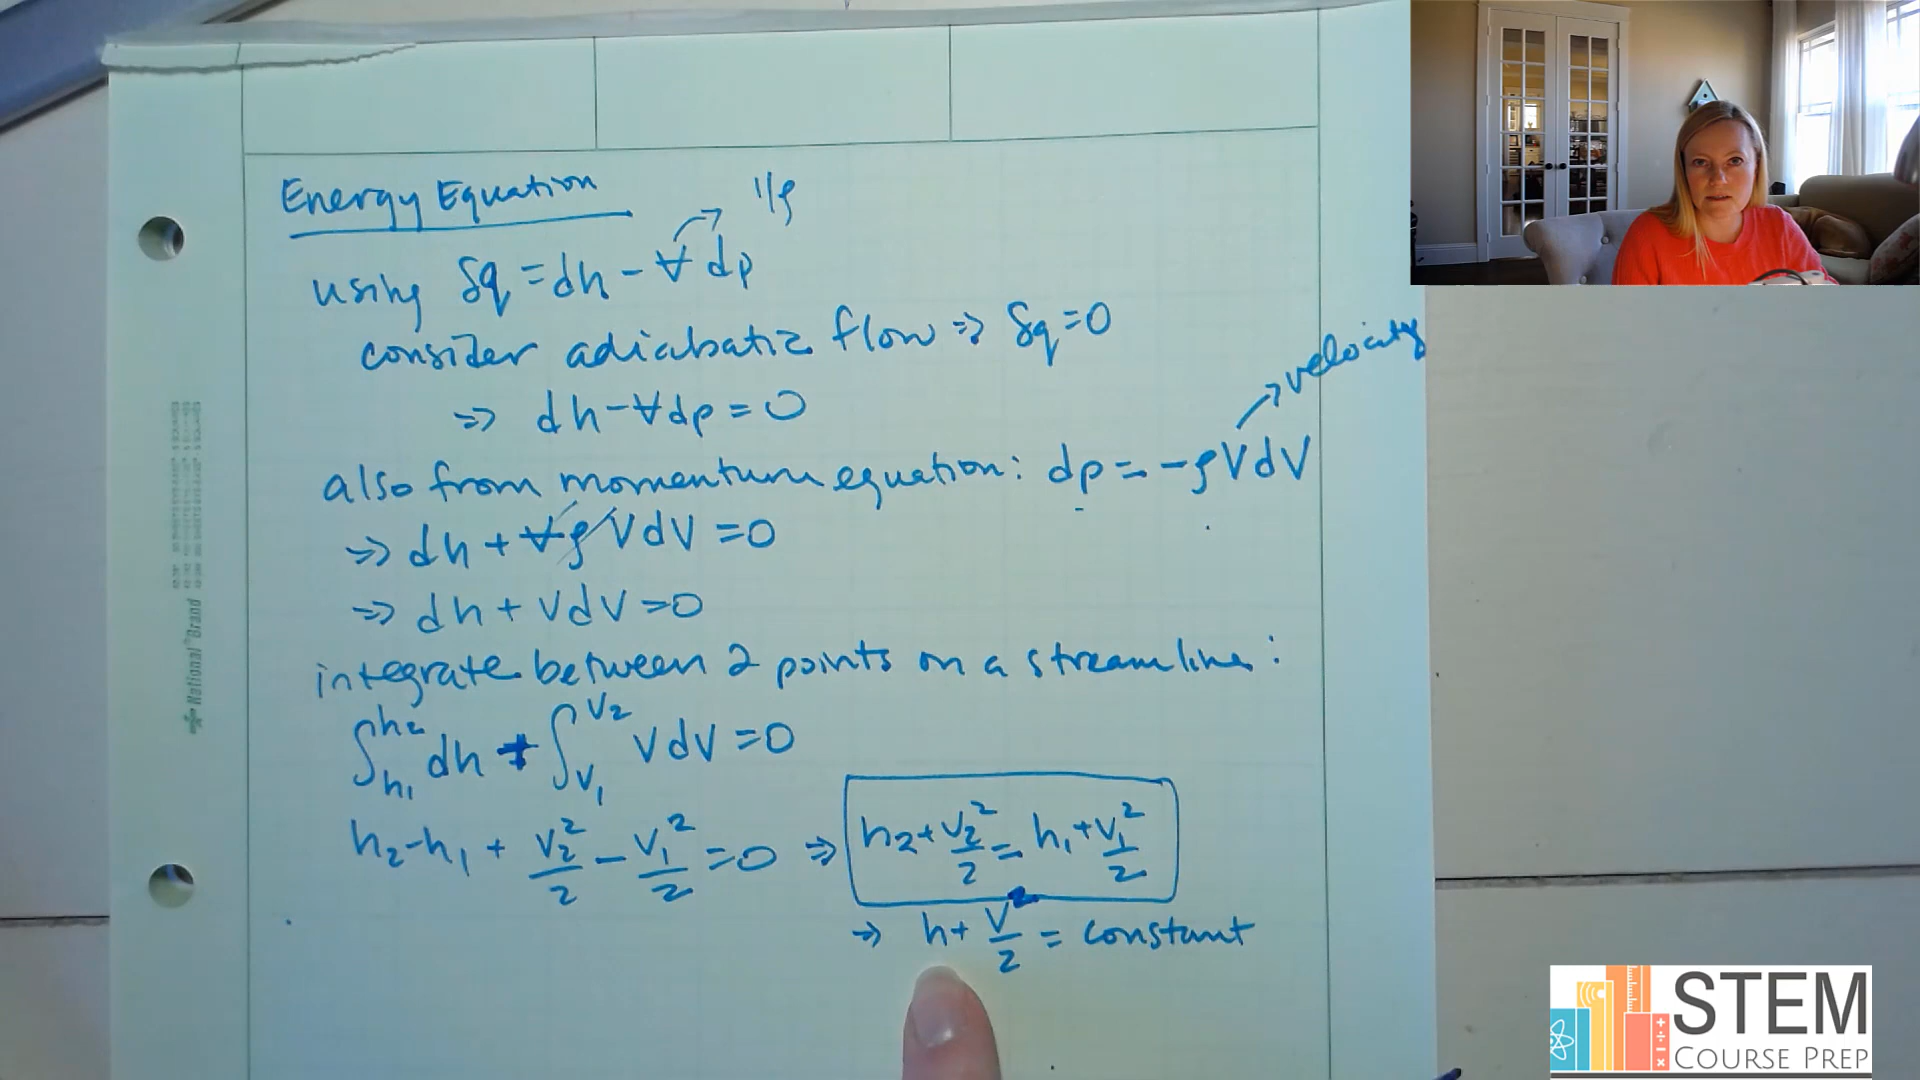 Energy Equation
1/ρ
using δq = dh - ∀dp
consider adiabatic flow ⇒ δq = 0
velocity
⇒ dh - ∀dp = 0
also from momentum equation: dp = -ρVdV
⇒ dh + ∀ρVdV = 0
⇒ dh + VdV = 0
integrate between 2 points on a streamline:
∫_{h1}^{h2} dh + ∫_{V1}^{V2} VdV = 0
h₂-h₁ + V₂²/2 - V₁²/2 = 0 ⇒ h₂ + V₂²/2 = h₁ + V₁²/2
⇒ h + V²/2 = constant
National® Brand
STEM
COURSE PREP